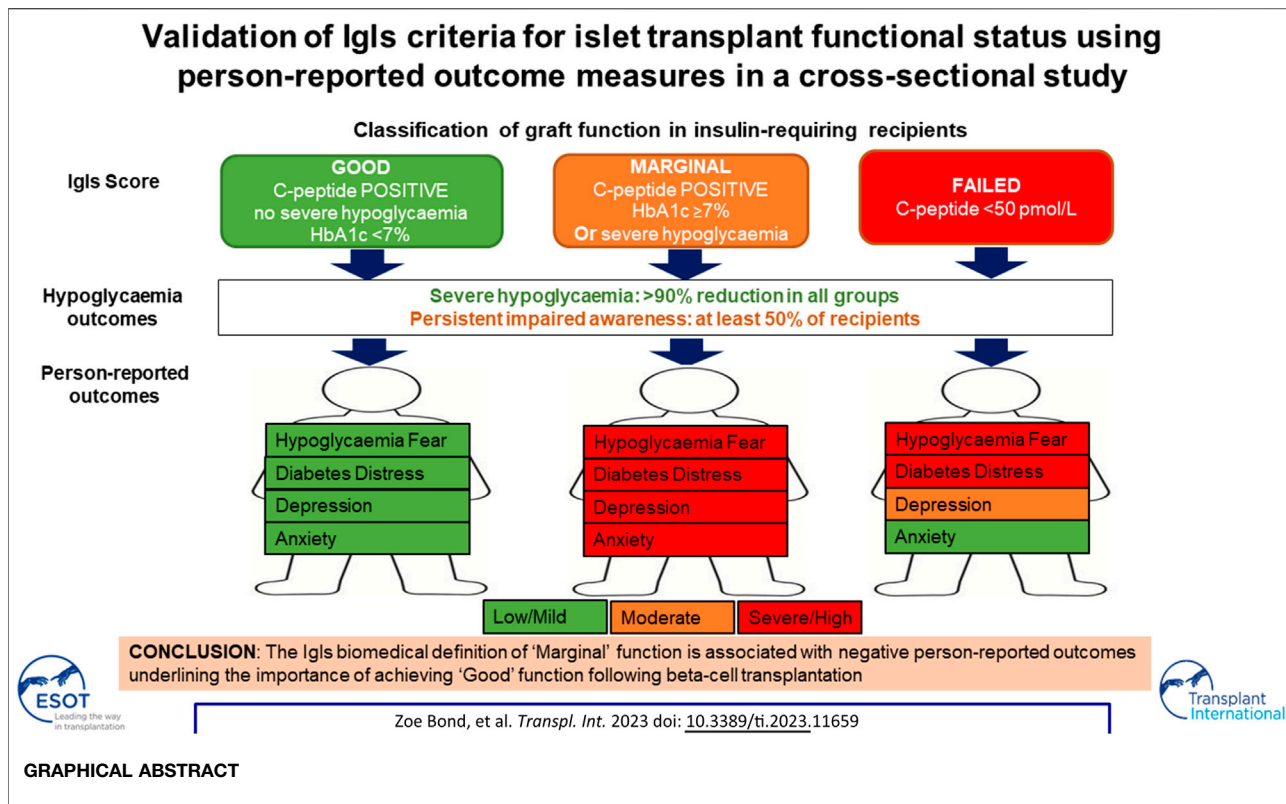 Validation of Igls criteria for islet transplant functional status using
person-reported outcome measures in a cross-sectional study
Classification of graft function in insulin-requiring recipients
Igls Score
GOOD
C-peptide POSITIVE
no severe hypoglycaemia
HbA1c <7%
MARGINAL
C-peptide POSITIVE
HbA1c ≥7%
Or severe hypoglycaemia
FAILED
C-peptide <50 pmol/L
Hypoglycaemia
outcomes
Severe hypoglycaemia: >90% reduction in all groups
Persistent impaired awareness: at least 50% of recipients
Person-reported
outcomes
Hypoglycaemia Fear
Diabetes Distress
Depression
Anxiety
Hypoglycaemia Fear
Diabetes Distress
Depression
Anxiety
Hypoglycaemia Fear
Diabetes Distress
Depression
Anxiety
Low/Mild
Moderate
Severe/High
CONCLUSION: The Igls biomedical definition of ‘Marginal’ function is associated with negative person-reported outcomes
underlining the importance of achieving ‘Good’ function following beta-cell transplantation
ESOT
Leading the way
in transplantation
Zoe Bond, et al. Transpl. Int. 2023 doi: 10.3389/ti.2023.11659
Transplant
International
GRAPHICAL ABSTRACT